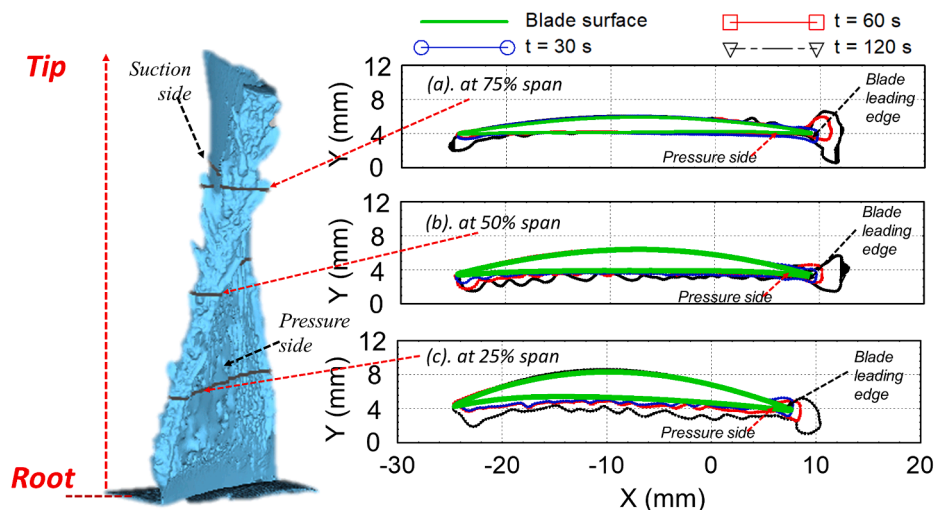 Blade surface
t = 60 s
t = 30 s
t = 120 s
Tip
Suction
side
Pressure
side
Root
12
8
4
0
Y (mm)
(a). at 75% span
Blade
leading
edge
Pressure side
12
8
4
0
Y (mm)
(b). at 50% span
Blade
leading
edge
Pressure side
12
8
4
0
Y (mm)
(c). at 25% span
Blade
leading
edge
Pressure side
-30 -20 -10 0 10 20
X (mm)